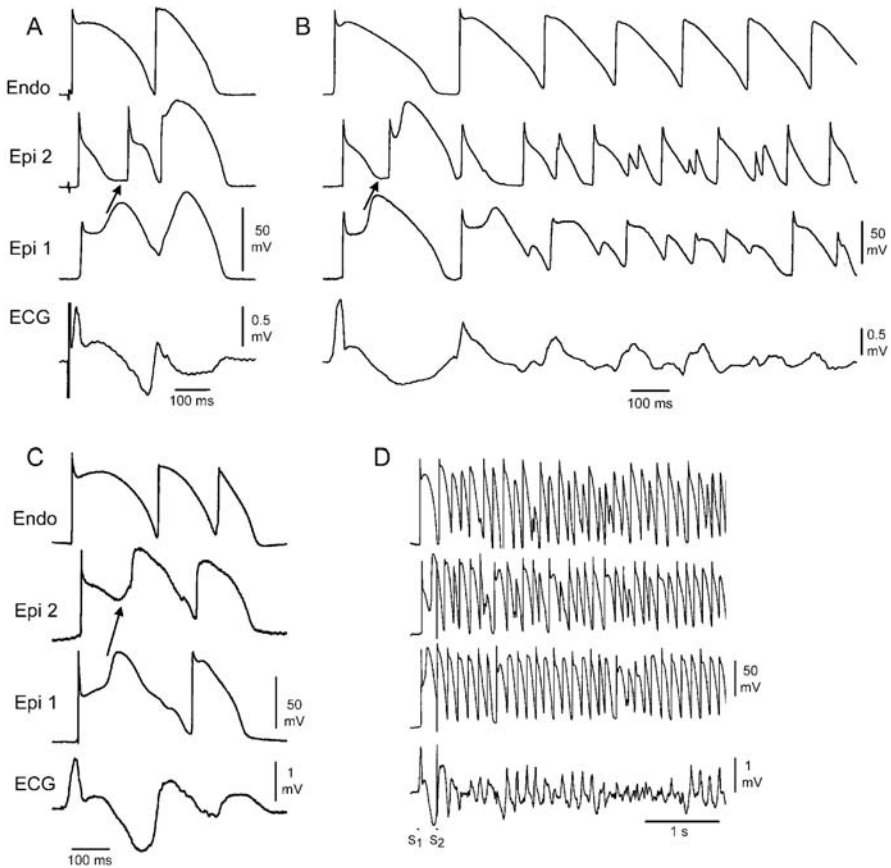 A
B
Endo
Epi 2
Epi 1
50
mV
50
mV
ECG
0.5
mV
0.5
mV
100 ms
100 ms
C
D
Endo
Epi 2
Epi 1
50
mV
50
mV
ECG
1
mV
1
mV
100 ms
S1 S2
1 s